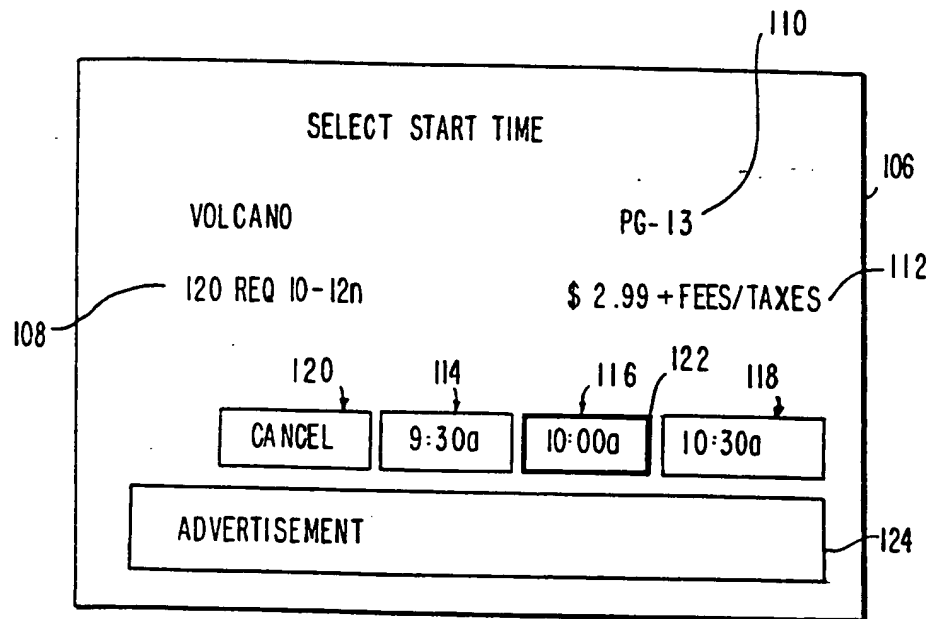 110
SELECT START TIME
106
VOLCANO PG-13
112
120 REQ 10-12n $ 2.99 + FEES/TAXES
108
120 114 116 122 118
CANCEL 9:30a 10:00a 10:30a
ADVERTISEMENT
124